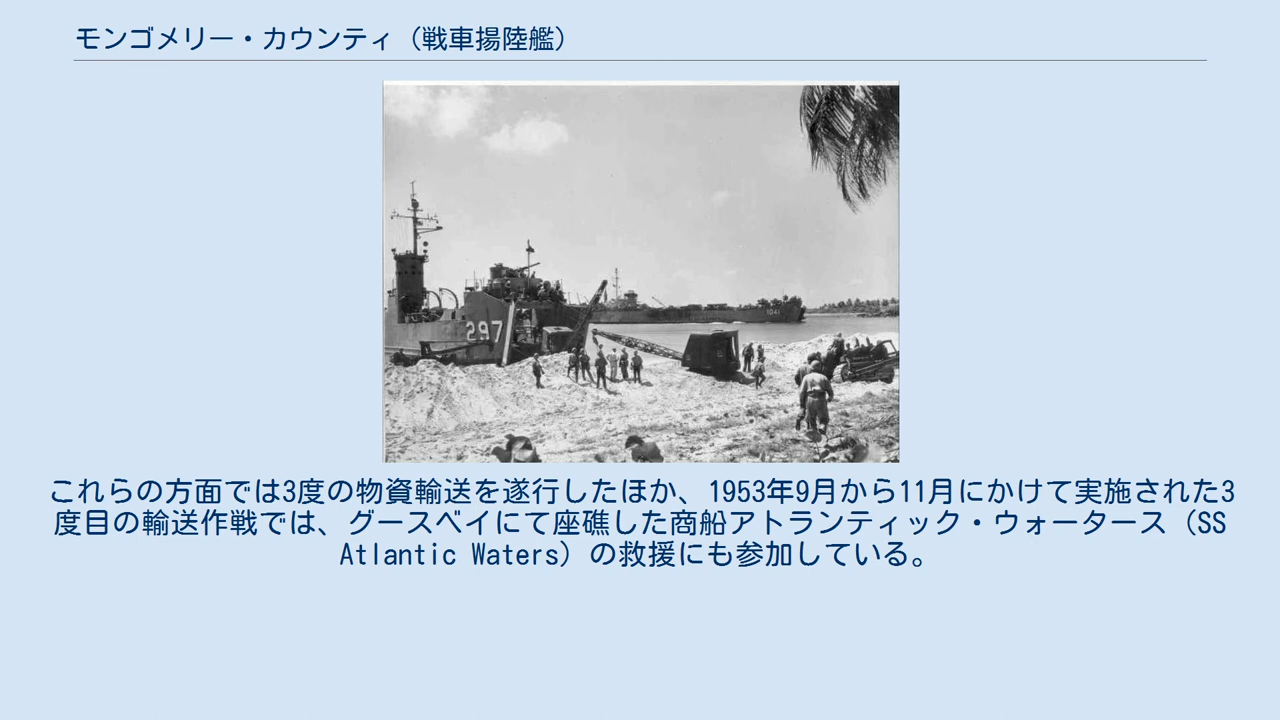 モンゴメリー・カウンティ（戦車揚陸艦）
297
1041
これらの方面では3度の物資輸送を遂行したほか、1953年9月から11月にかけて実施された3
度目の輸送作戦では、グースベイにて座礁した商船アトランティック・ウォータース（SS
Atlantic Waters）の救援にも参加している。